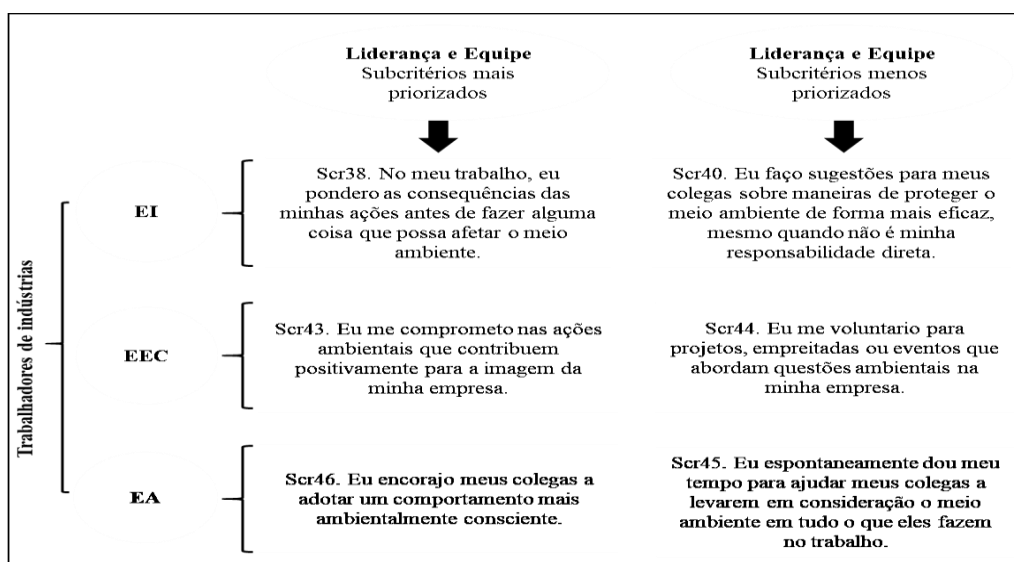 Liderança e Equipe
Subcritérios mais
priorizados
Liderança e Equipe
Subcritérios menos
priorizados
Trabalhadores de indústrias
EI
Scr38. No meu trabalho, eu
pondero as consequências das
minhas ações antes de fazer alguma
coisa que possa afetar o meio
ambiente.
Scr40. Eu faço sugestões para meus
colegas sobre maneiras de proteger o
meio ambiente de forma mais eficaz,
mesmo quando não é minha
responsabilidade direta.
EEC
Scr43. Eu me comprometo nas ações
ambientais que contribuem
positivamente para a imagem da
minha empresa.
Scr44. Eu me voluntario para
projetos, empreitadas ou eventos que
abordam questões ambientais na
minha empresa.
EA
Scr46. Eu encorajo meus colegas a
adotar um comportamento mais
ambientalmente consciente.
Scr45. Eu espontaneamente dou meu
tempo para ajudar meus colegas a
levarem em consideração o meio
ambiente em tudo o que eles fazem
no trabalho.